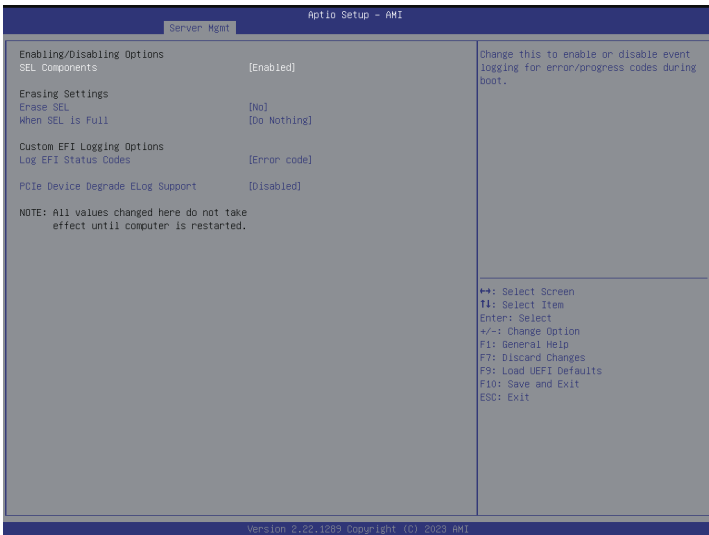 Aptio Setup – AMI
Server Mgmt
Enabling/Disabling Options
SEL Components [Enabled]
Erasing Settings
Erase SEL [No]
When SEL is Full [Do Nothing]
Custom EFI Logging Options
Log EFI Status Codes [Error code]
PCIe Device Degrade ELog Support [Disabled]
NOTE: All values changed here do not take
effect until computer is restarted.
Change this to enable or disable event
logging for error/progress codes during
boot.
↔: Select Screen
↑↓: Select Item
Enter: Select
+/-: Change Option
F1: General Help
F7: Discard Changes
F9: Load UEFI Defaults
F10: Save and Exit
ESC: Exit
Version 2.22.1289 Copyright (C) 2023 AMI